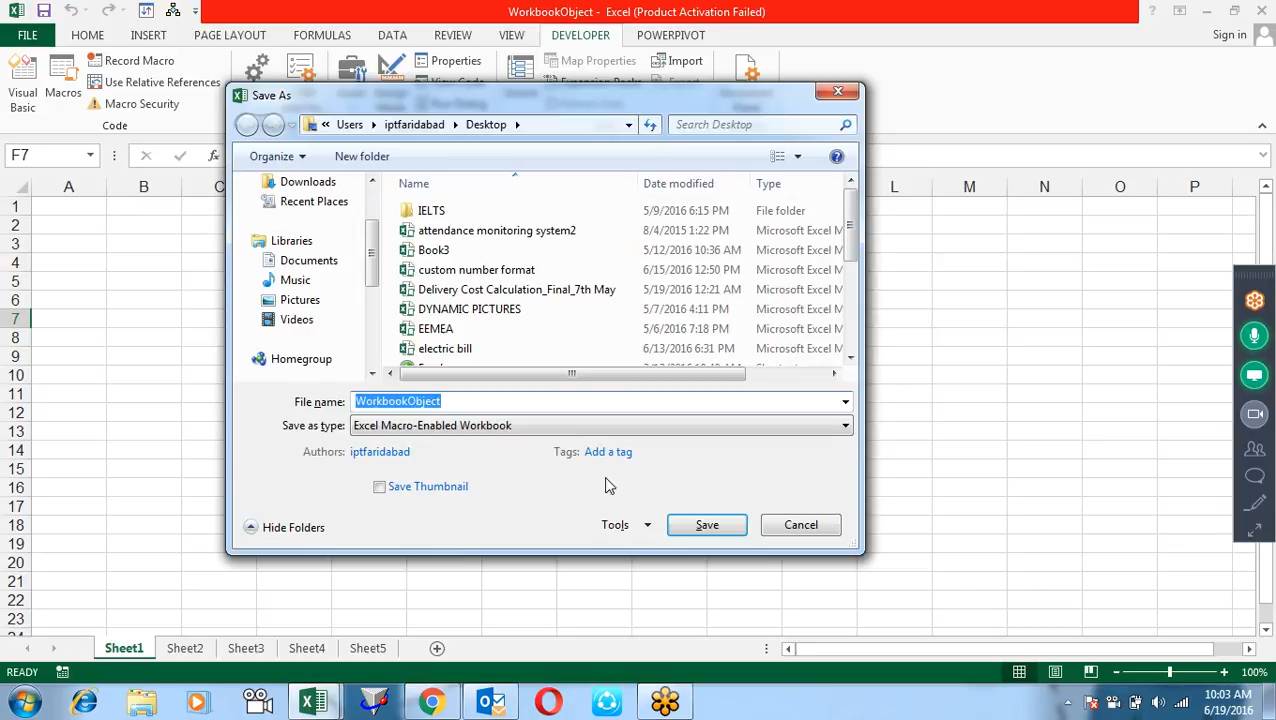 WorkbookObject - Excel (Product Activation Failed)
FILE HOME INSERT PAGE LAYOUT FORMULAS DATA REVIEW VIEW DEVELOPER POWERPIVOT Sign in
Record Macro
Use Relative References
Macro Security
Visual Basic
Macros
Code
Properties
View Code
Map Properties
Import
Save As
« Users iptfaridabad Desktop Search Desktop
Organize New folder
F7
Name Date modified Type
Downloads
Recent Places
Libraries
Documents
Music
Pictures
Videos
Homegroup
IELTS 5/9/2016 6:15 PM File folder
attendance monitoring system2 8/4/2015 1:22 PM Microsoft Excel M
Book3 5/12/2016 10:36 AM Microsoft Excel M
custom number format 6/15/2016 12:50 PM Microsoft Excel M
Delivery Cost Calculation_Final_7th May 5/19/2016 12:21 AM Microsoft Excel M
DYNAMIC PICTURES 5/7/2016 4:11 PM Microsoft Excel M
EEMEA 5/6/2016 7:18 PM Microsoft Excel M
electric bill 6/13/2016 6:31 PM Microsoft Excel M
File name: WorkbookObject
Save as type: Excel Macro-Enabled Workbook
Authors: iptfaridabad Tags: Add a tag
Save Thumbnail
Hide Folders Tools Save Cancel
A B C L M N O P
1
2
3
4
5
6
7
8
9
10
11
12
13
14
15
16
17
18
19
20
21
22
23
Sheet1 Sheet2 Sheet3 Sheet4 Sheet5
READY 100%
10:03 AM
6/19/2016